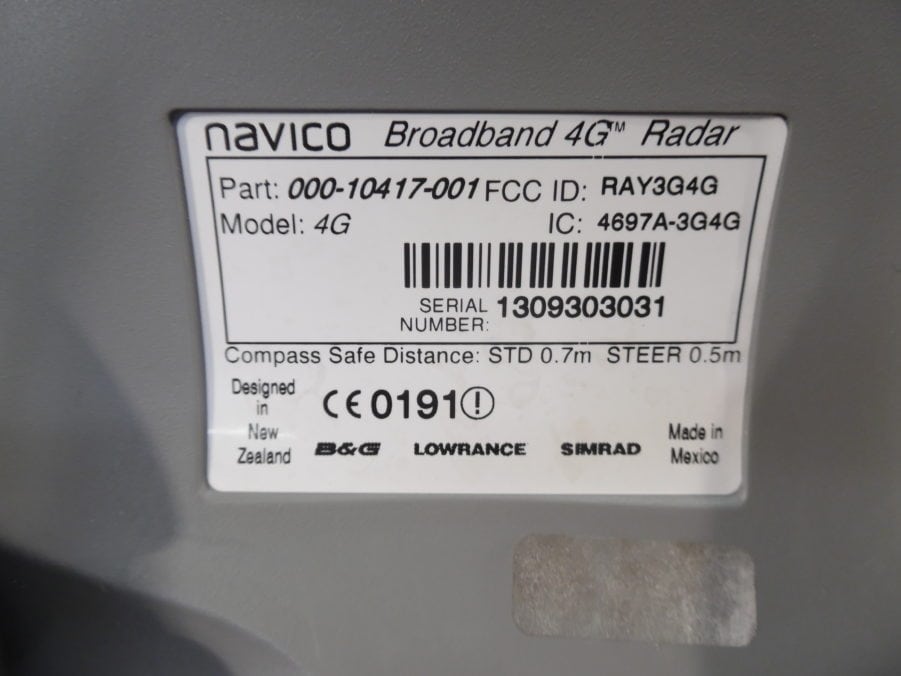 navico Broadband 4G™ Radar
Part: 000-10417-001 FCC ID: RAY3G4G
Model: 4G IC: 4697A-3G4G
SERIAL NUMBER: 1309303031
Compass Safe Distance: STD 0.7m STEER 0.5m
Designed in New Zealand
CE0191!
B&G LOWRANCE SIMRAD
Made in Mexico